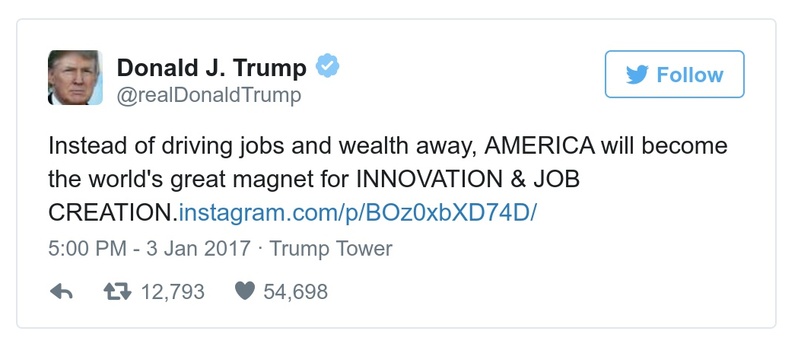 Donald J. Trump
@realDonaldTrump
Follow
Instead of driving jobs and wealth away, AMERICA will become
the world's great magnet for INNOVATION & JOB
CREATION.instagram.com/p/BOz0xbXD74D/
5:00 PM - 3 Jan 2017 · Trump Tower
12,793 54,698